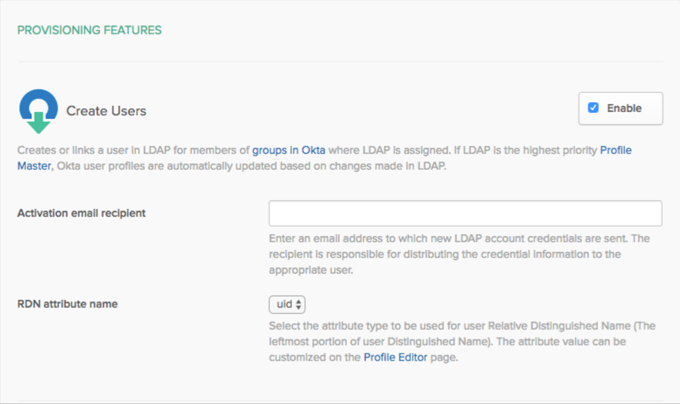 PROVISIONING FEATURES
Create Users
Enable
Creates or links a user in LDAP for members of groups in Okta where LDAP is assigned. If LDAP is the highest priority Profile
Master, Okta user profiles are automatically updated based on changes made in LDAP.
Activation email recipient
Enter an email address to which new LDAP account credentials are sent. The
recipient is responsible for distributing the credential information to the
appropriate user.
RDN attribute name
uid
Select the attribute type to be used for user Relative Distinguished Name (The
leftmost portion of user Distinguished Name). The attribute value can be
customized on the Profile Editor page.